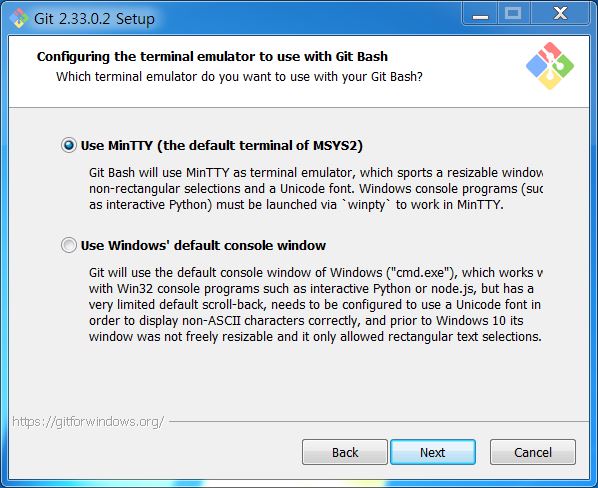 Git 2.33.0.2 Setup
Configuring the terminal emulator to use with Git Bash
Which terminal emulator do you want to use with your Git Bash?
Use MinTTY (the default terminal of MSYS2)
Git Bash will use MinTTY as terminal emulator, which sports a resizable window
non-rectangular selections and a Unicode font. Windows console programs (suc
as interactive Python) must be launched via `winpty` to work in MinTTY.
Use Windows' default console window
Git will use the default console window of Windows ("cmd.exe"), which works w
with Win32 console programs such as interactive Python or node.js, but has a
very limited default scroll-back, needs to be configured to use a Unicode font in
order to display non-ASCII characters correctly, and prior to Windows 10 its
window was not freely resizable and it only allowed rectangular text selections.
https://gitforwindows.org/
Back Next Cancel